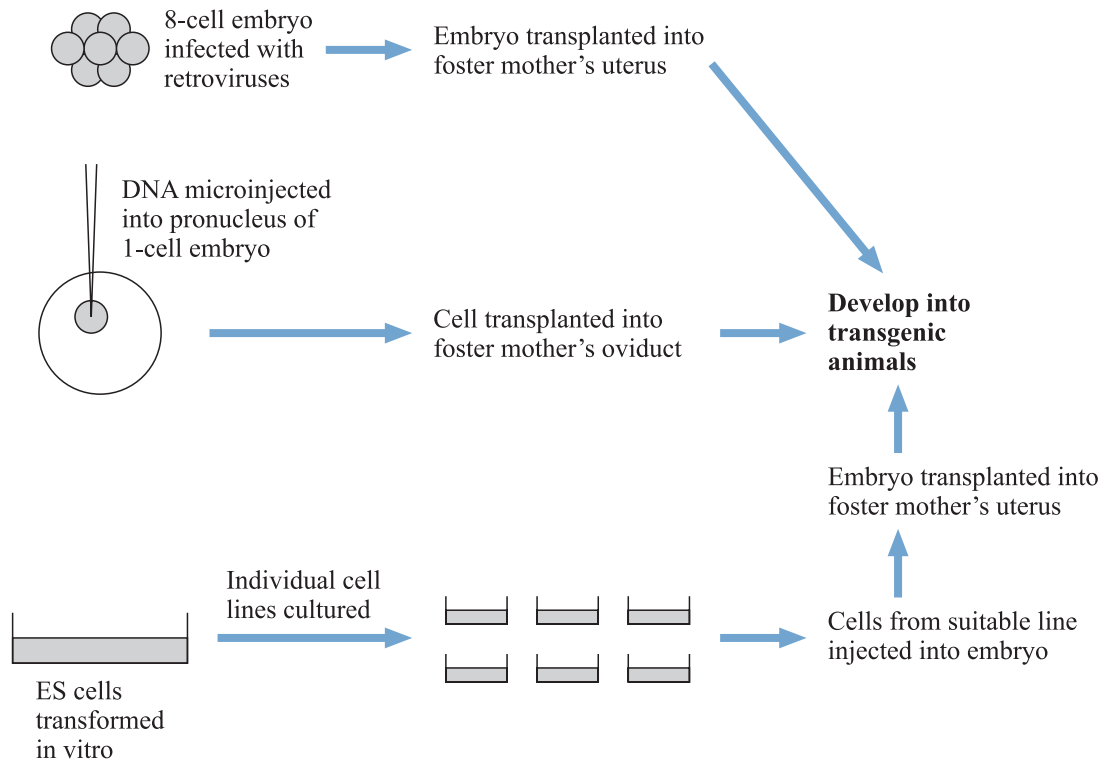 8-cell embryo
infected with
retroviruses
Embryo transplanted into
foster mother’s uterus
DNA microinjected
into pronucleus of
1-cell embryo
Cell transplanted into
foster mother’s oviduct
Develop into
transgenic
animals
Embryo transplanted into
foster mother’s uterus
Individual cell
lines cultured
Cells from suitable line
injected into embryo
ES cells
transformed
in vitro